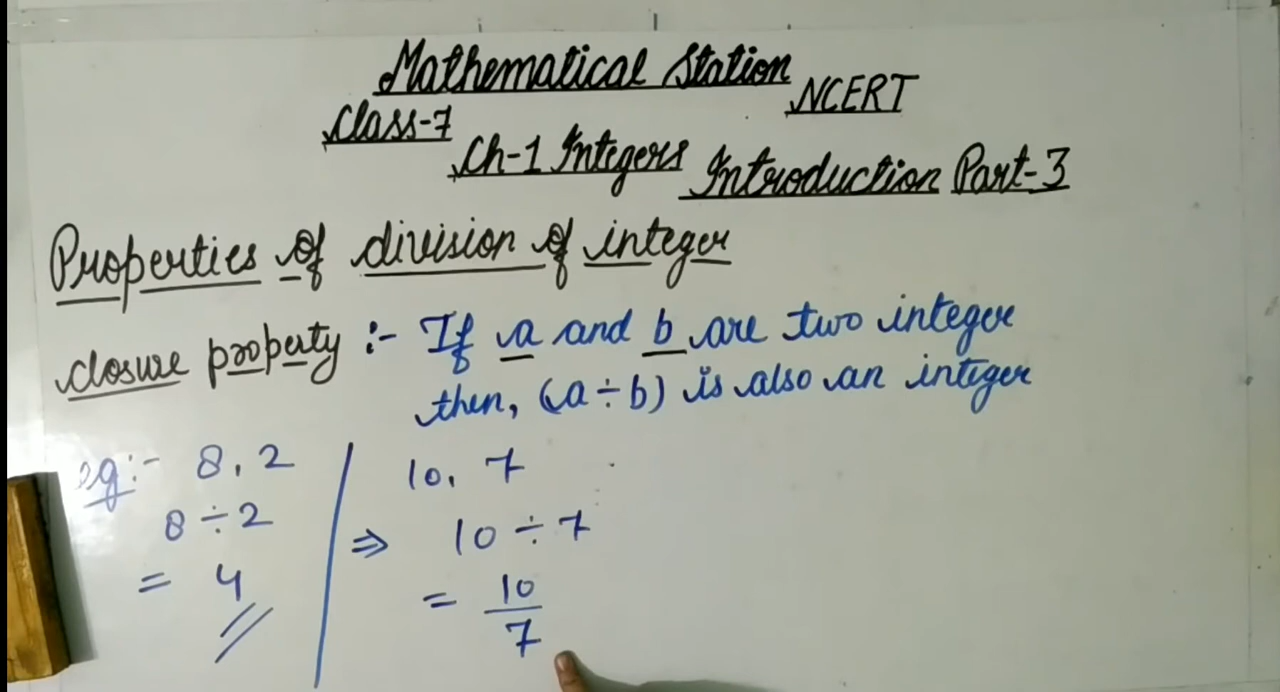 Mathematical Station
NCERT
Class-7
Ch-1 Integers Introduction Part-3
Properties of division of integer
closure property :- If a and b are two integer
then, (a ÷ b) is also an integer
eg:- 8, 2
8 ÷ 2
= 4
10, 7
⇒ 10 ÷ 7
= 10
7